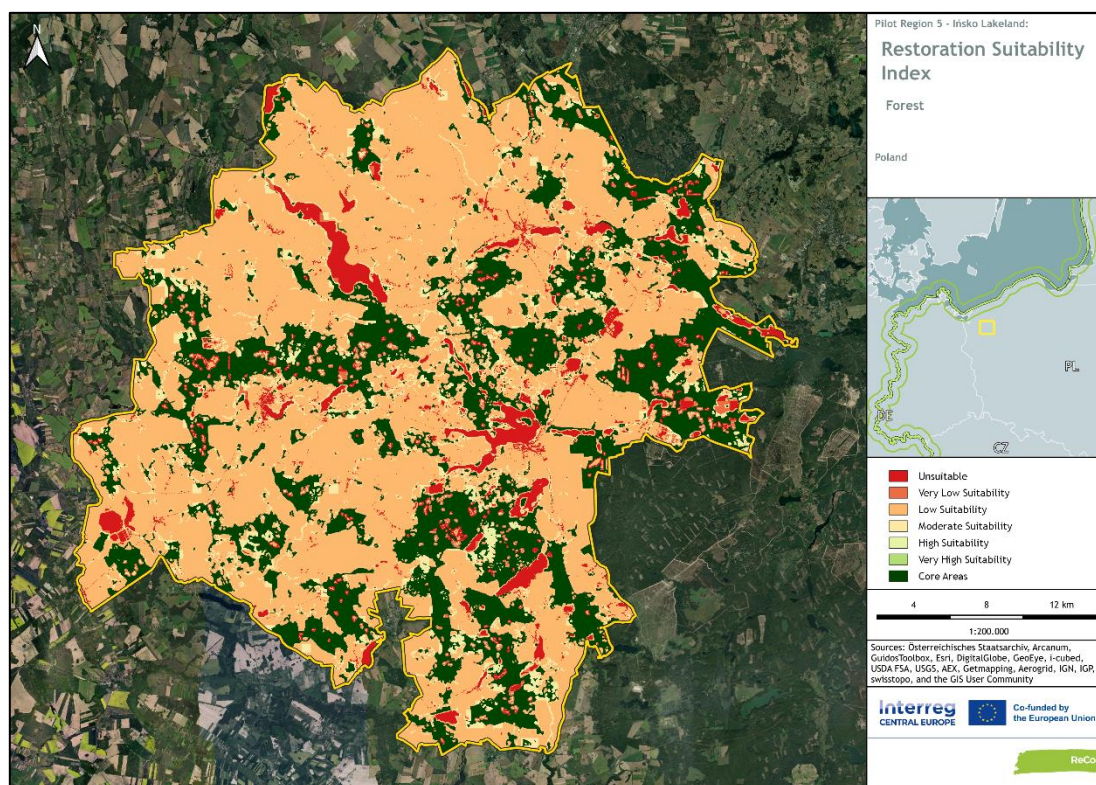 N
Pilot Region 5 - Ińsko Lakeland:
Restoration Suitability
Index
Forest
Poland
PL
DE
CZ
Unsuitable
Very Low Suitability
Low Suitability
Moderate Suitability
High Suitability
Very High Suitability
Core Areas
4 8 12 km
1:200.000
Sources: Österreichisches Staatsarchiv, Arcanum,
GuidosToolbox, Esri, DigitalGlobe, GeoEye, i-cubed,
USDA FSA, USGS, AEX, Getmapping, Aerogrid, IGN, IGP,
swisstopo, and the GIS User Community
Interreg
CENTRAL EUROPE
Co-funded by
the European Union
ReCo